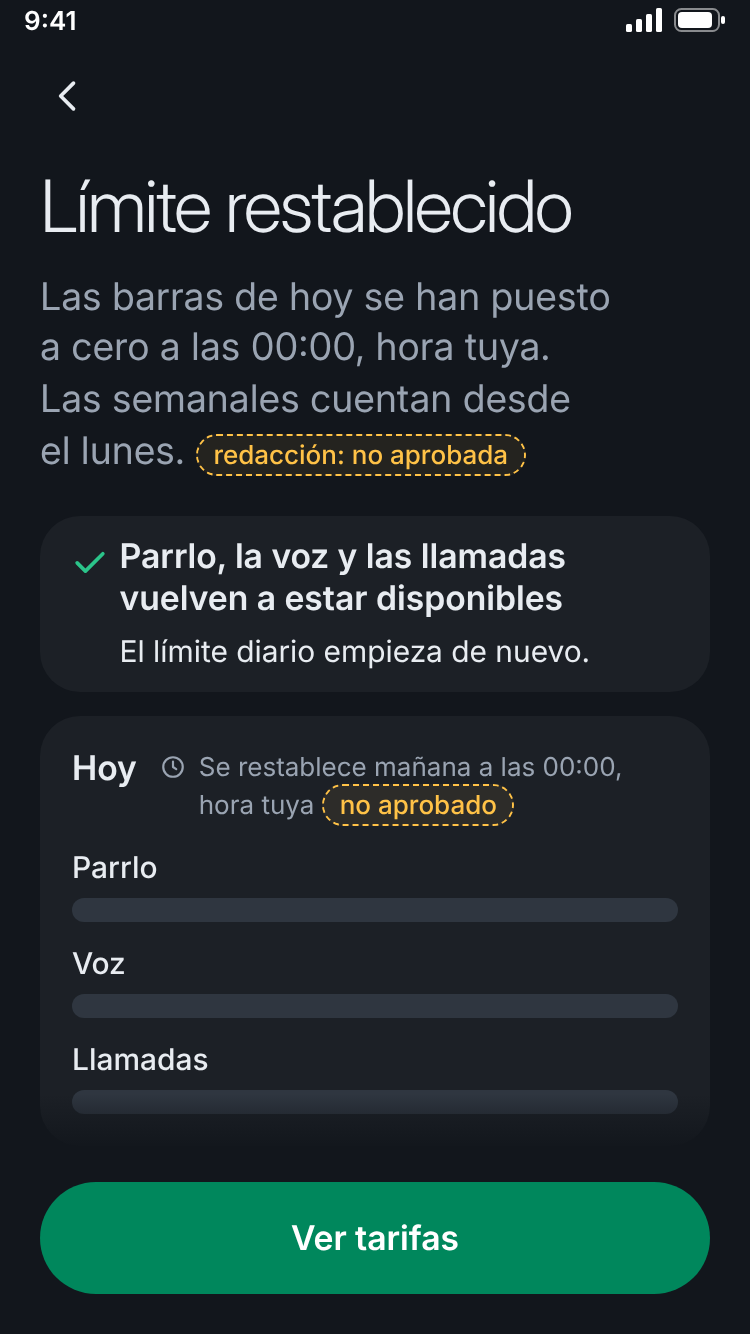 9:41
Límite restablecido
Las barras de hoy se han puesto
a cero a las 00:00, hora tuya.
Las semanales cuentan desde
el lunes. redacción: no aprobada
Parrlo, la voz y las llamadas
vuelven a estar disponibles
El límite diario empieza de nuevo.
Hoy Se restablece mañana a las 00:00,
hora tuya no aprobado
Parrlo
Voz
Llamadas
Ver tarifas